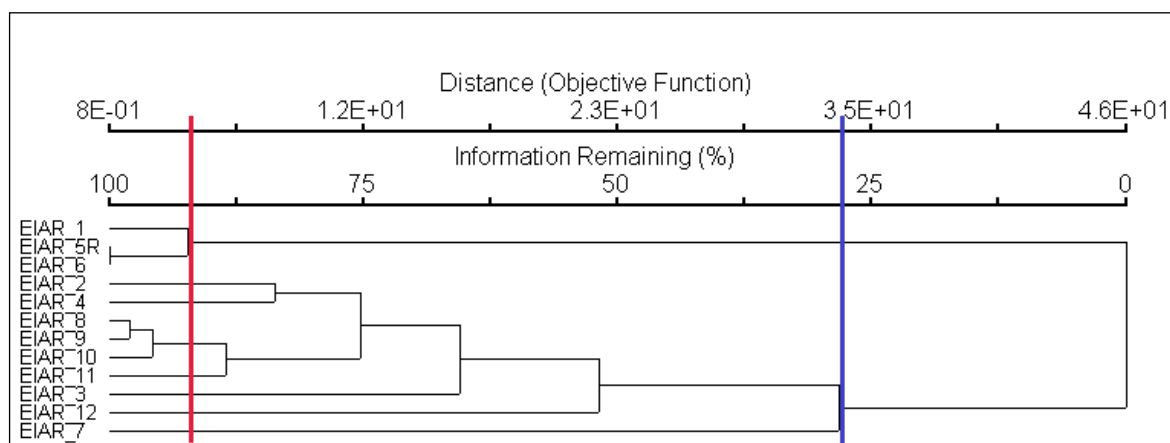 Distance (Objective Function)
8E-01 1.2E+01 2.3E+01 3.5E+01 4.6E+01
Information Remaining (%)
100 75 50 25 0
EIAR_1
EIAR_5R
EIAR_6
EIAR_2
EIAR_4
EIAR_8
EIAR_9
EIAR_10
EIAR_11
EIAR_3
EIAR_12
EIAR_7